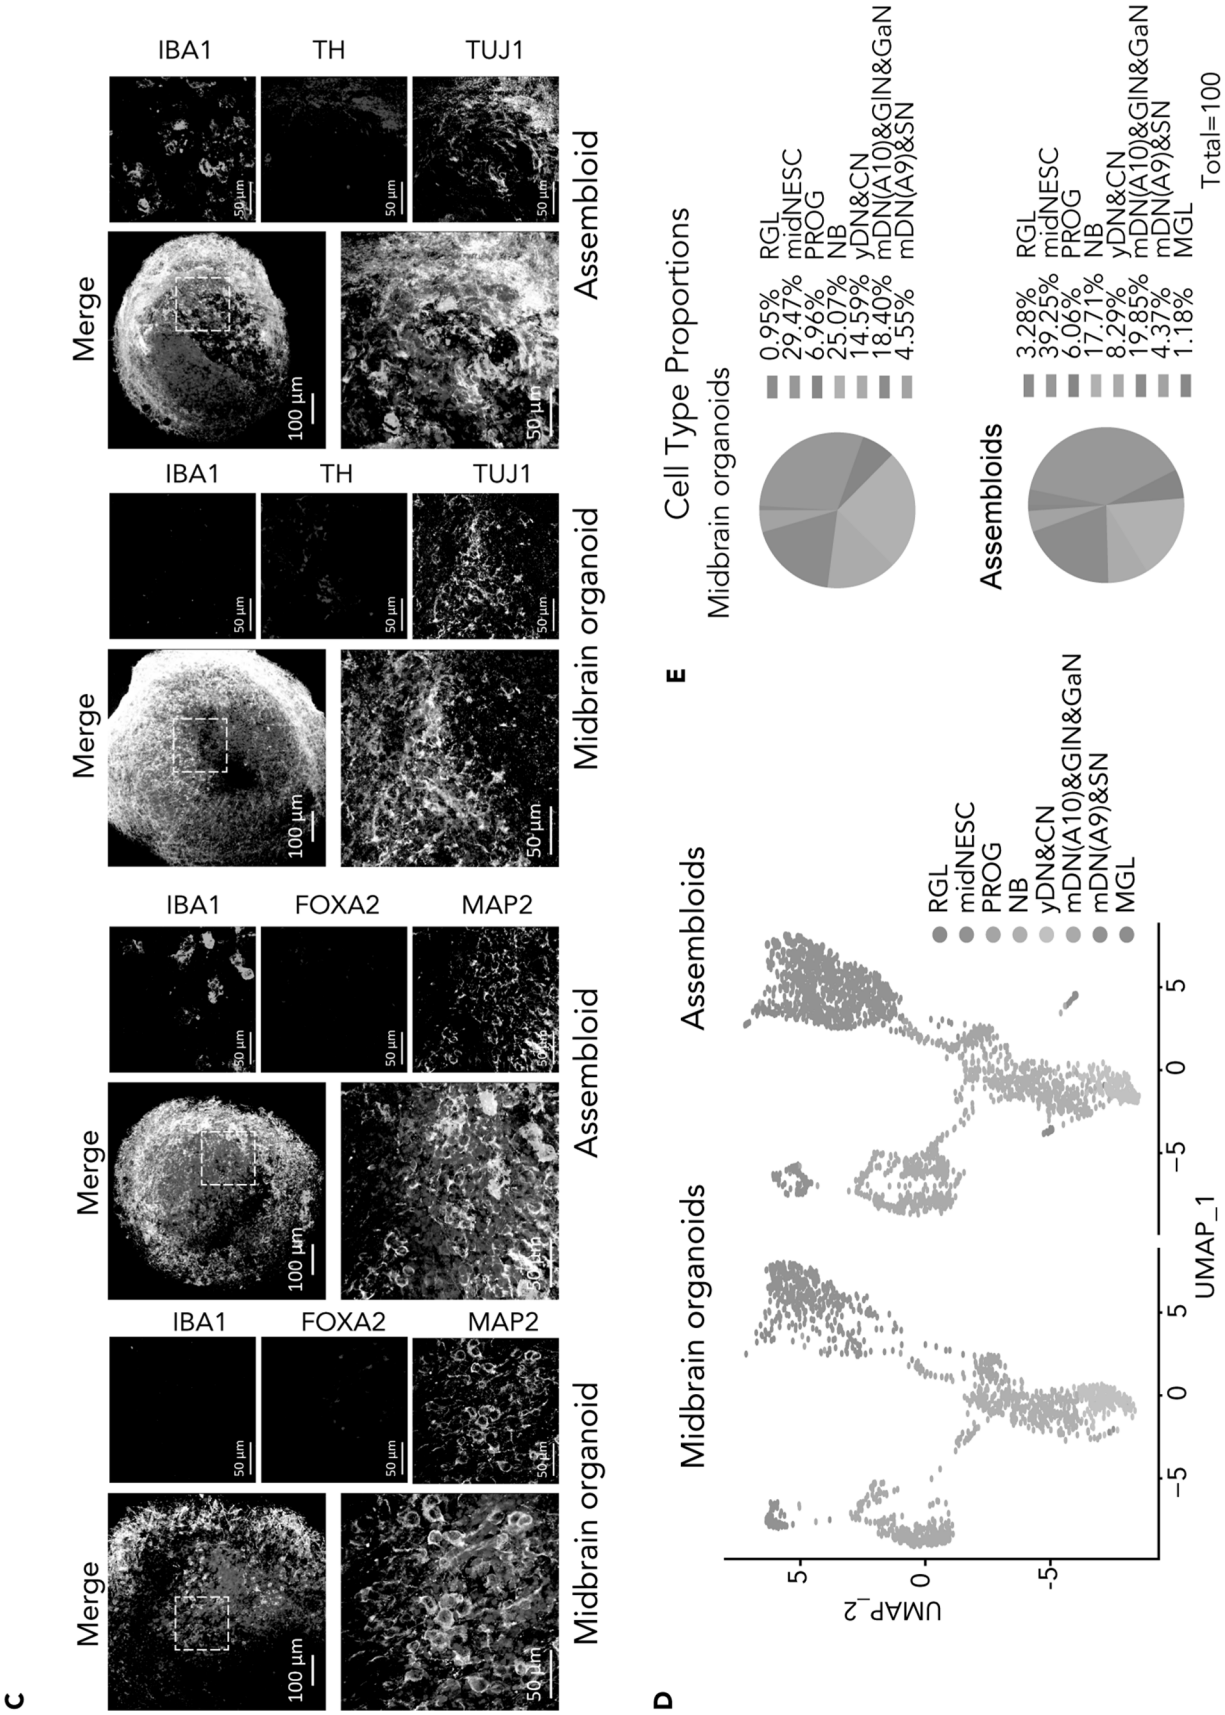 C
Merge
IBA1
100 µm
50 µm
FOXA2
50 µm
MAP2
50 µm
50 µm
Midbrain organoid
Merge
IBA1
100 µm
50 µm
FOXA2
50 µm
MAP2
50 µm
50 µm
Assembloid
Merge
IBA1
100 µm
50 µm
TH
50 µm
TUJ1
50 µm
50 µm
Midbrain organoid
Merge
IBA1
100 µm
50 µm
TH
50 µm
TUJ1
50 µm
50 µm
Assembloid
D
Midbrain organoids
Assembloids
UMAP_2
5
0
-5
−5
0
5
−5
0
5
UMAP_1
RGL
midNESC
PROG
NB
yDN&CN
mDN(A10)&GlN&GaN
mDN(A9)&SN
MGL
E
Cell Type Proportions
Midbrain organoids
0.95% RGL
29.47% midNESC
6.96% PROG
25.07% NB
14.59% yDN&CN
18.40% mDN(A10)&GlN&GaN
4.55% mDN(A9)&SN
Assembloids
3.28% RGL
39.25% midNESC
6.06% PROG
17.71% NB
8.29% yDN&CN
19.85% mDN(A10)&GlN&GaN
4.37% mDN(A9)&SN
1.18% MGL
Total=100